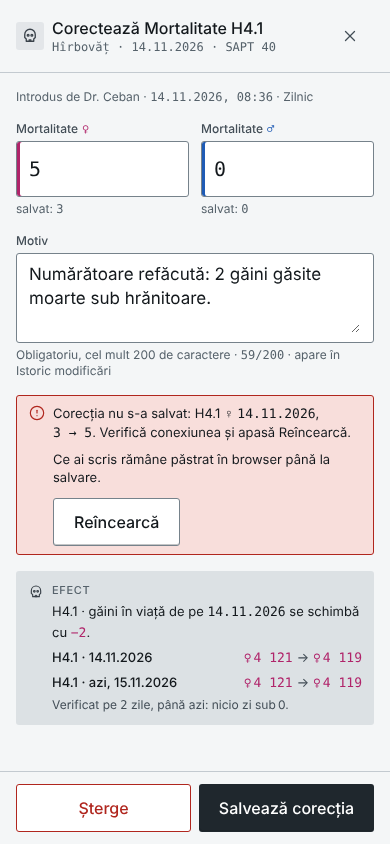 Corectează Mortalitate H4.1
Hîrbovăț · 14.11.2026 · SAPT 40
Introdus de Dr. Ceban · 14.11.2026, 08:36 · Zilnic
Mortalitate ♀ Mortalitate ♂
5 0
salvat: 3 salvat: 0
Motiv
Numărătoare refăcută: 2 găini găsite
moarte sub hrănitoare.
Obligatoriu, cel mult 200 de caractere · 59/200 · apare în
Istoric modificări
Corecția nu s-a salvat: H4.1 ♀ 14.11.2026,
3 → 5. Verifică conexiunea și apasă Reîncearcă.
Ce ai scris rămâne păstrat în browser până la
salvare.
Reîncearcă
EFECT
H4.1 · găini în viață de pe 14.11.2026 se schimbă
cu −2.
H4.1 · 14.11.2026 ♀4 121 → ♀4 119
H4.1 · azi, 15.11.2026 ♀4 121 → ♀4 119
Verificat pe 2 zile, până azi: nicio zi sub 0.
Șterge Salvează corecția